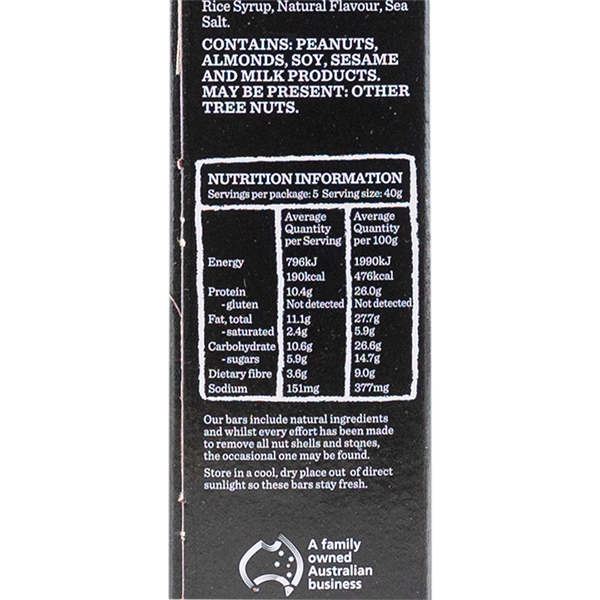 Rice Syrup, Natural Flavour, Sea
Salt.
CONTAINS: PEANUTS,
ALMONDS, SOY, SESAME
AND MILK PRODUCTS.
MAY BE PRESENT: OTHER
TREE NUTS.
NUTRITION INFORMATION
Servings per package: 5 Serving size: 40g
Average Quantity per Serving Average Quantity per 100g
Energy 796kJ 1990kJ
190kcal 476kcal
Protein 10.4g 26.0g
-gluten Not detected Not detected
Fat, total 11.1g 27.7g
-saturated 2.4g 5.9g
Carbohydrate 10.6g 26.6g
-sugars 5.9g 14.7g
Dietary fibre 3.6g 9.0g
Sodium 151mg 377mg
Our bars include natural ingredients
and whilst every effort has been made
to remove all nut shells and stones,
the occasional one may be found.
Store in a cool, dry place out of direct
sunlight so these bars stay fresh.
A family
owned
Australian
business
TM